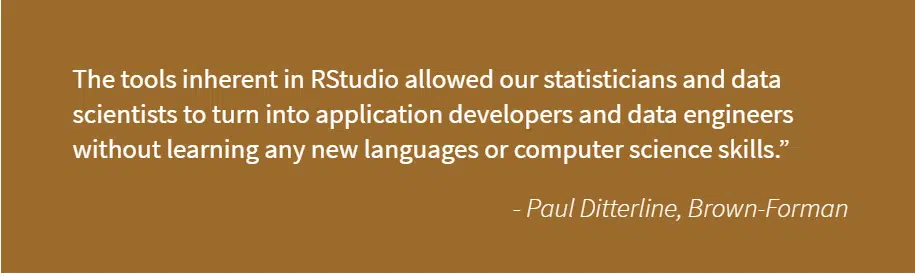 The tools inherent in RStudio allowed our statisticians and data
scientists to turn into application developers and data engineers
without learning any new languages or computer science skills.”
- Paul Ditterline, Brown-Forman